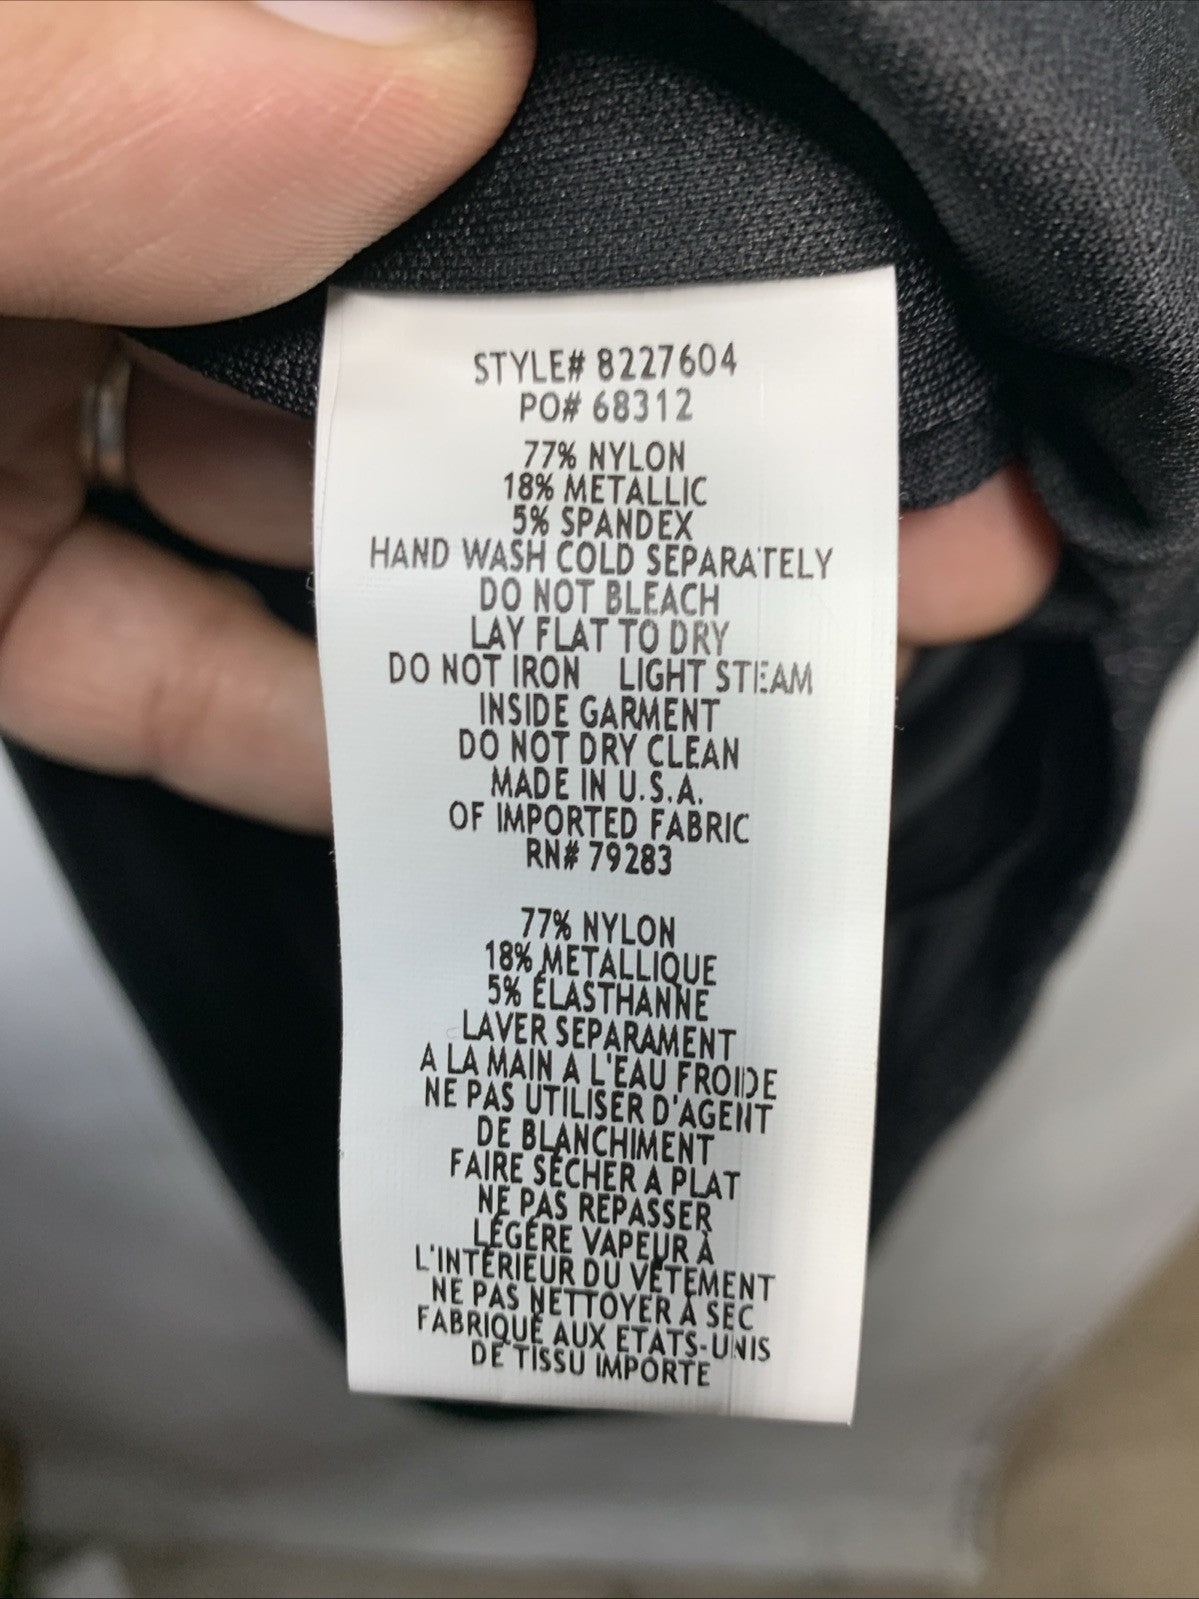 STYLE# 8227604
PO# 68312
77% NYLON
18% METALLIC
5% SPANDEX
HAND WASH COLD SEPARATELY
DO NOT BLEACH
LAY FLAT TO DRY
DO NOT IRON LIGHT STEAM
INSIDE GARMENT
DO NOT DRY CLEAN
MADE IN U.S.A.
OF IMPORTED FABRIC
RN# 79283
77% NYLON
18% METALLIQUE
5% ÉLASTHANNE
LAVER SEPARAMENT
A LA MAIN A L'EAU FROIDE
NE PAS UTILISER D'AGENT
DE BLANCHIMENT
FAIRE SÉCHER A PLAT
NE PAS REPASSER
LÉGÉRE VAPEUR À
L'INTÉRIEUR DU VÊTEMENT
NE PAS NETTOYER À SEC
FABRIQUÉ AUX ETATS-UNIS
DE TISSU IMPORTE